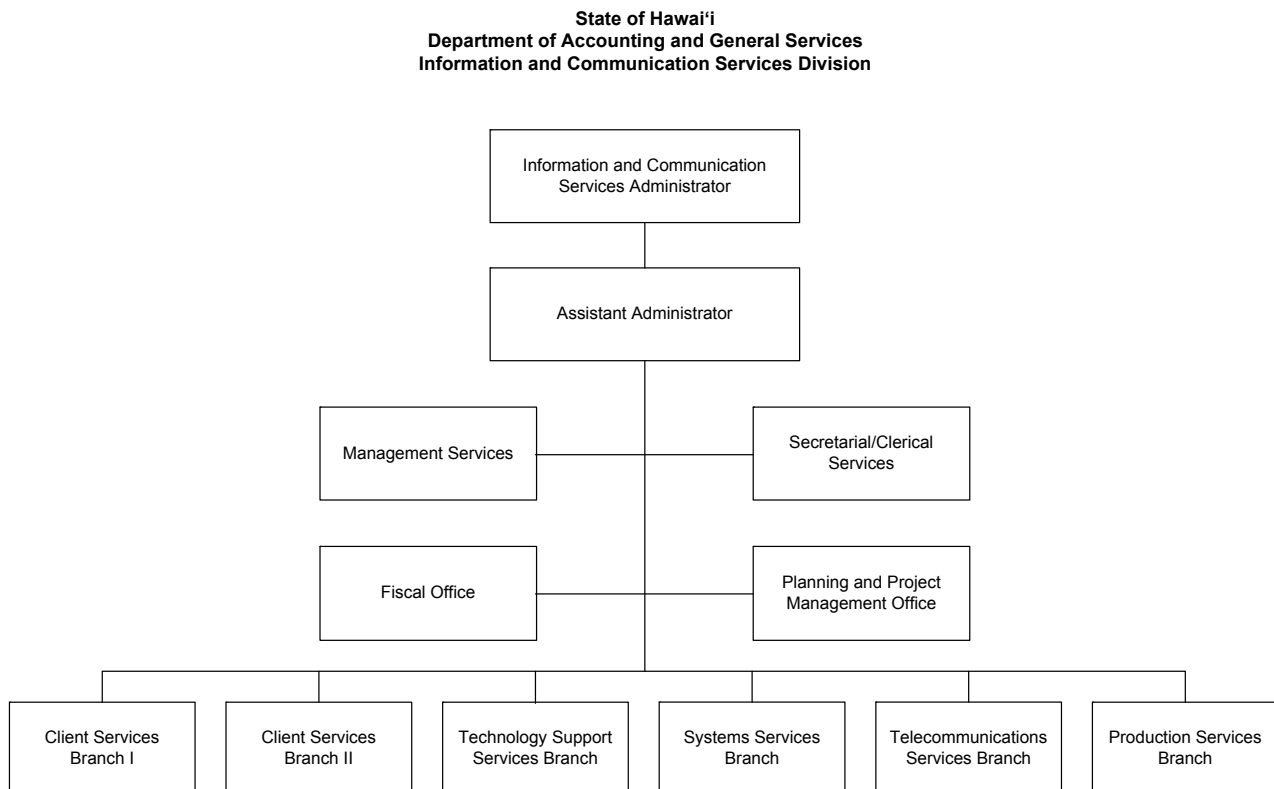 State of Hawai‘i
Department of Accounting and General Services
Information and Communication Services Division
Information and Communication
Services Administrator
Assistant Administrator
Management Services
Secretarial/Clerical
Services
Fiscal Office
Planning and Project
Management Office
Client Services
Branch I
Client Services
Branch II
Technology Support
Services Branch
Systems Services
Branch
Telecommunications
Services Branch
Production Services
Branch